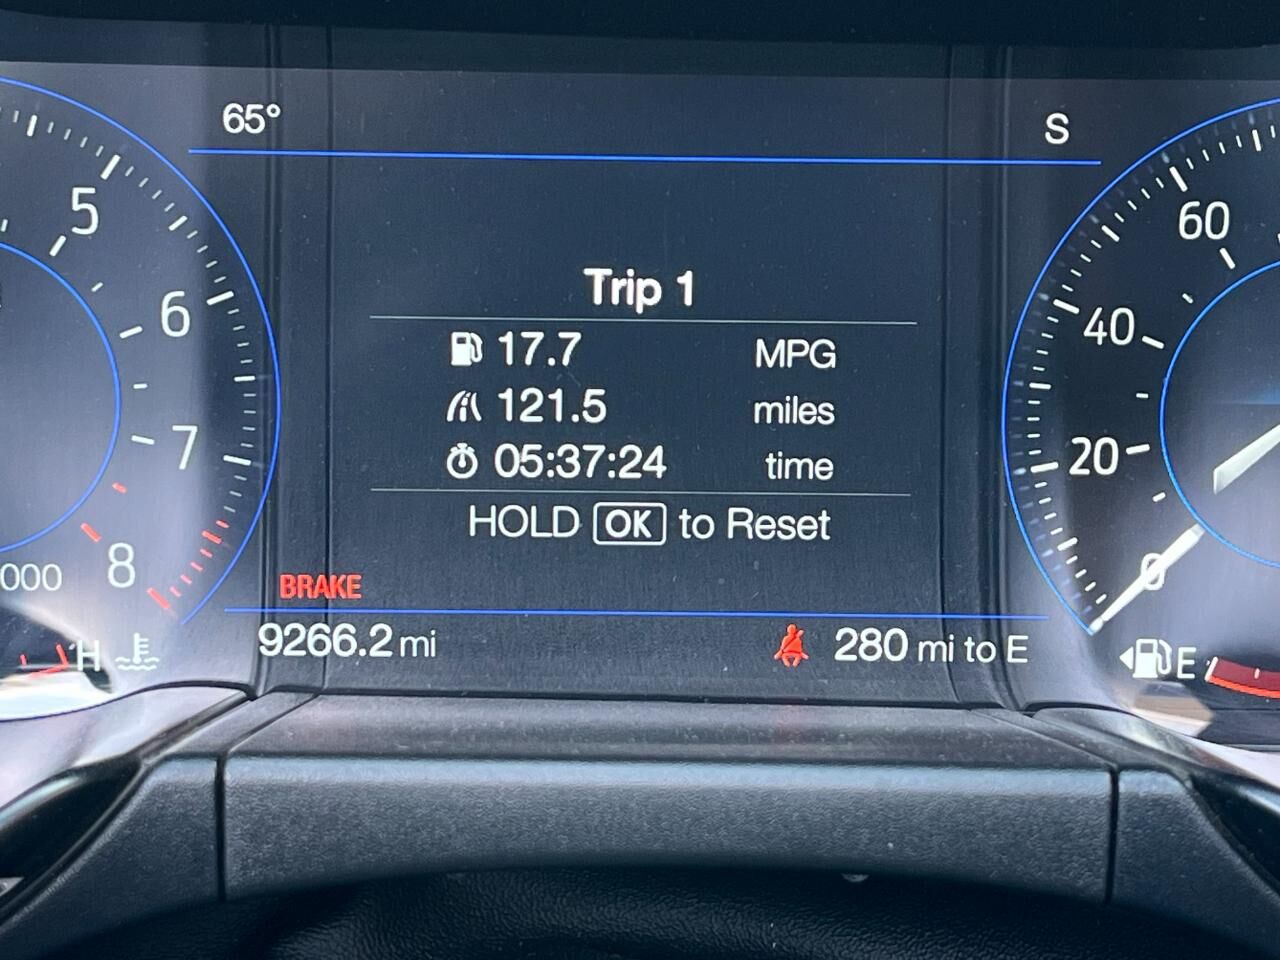 65° S
5
6
7
8
000
H
Trip 1
17.7 MPG
121.5 miles
05:37:24 time
HOLD OK to Reset
BRAKE
9266.2 mi 280 mi to E
60
40
20
0
E